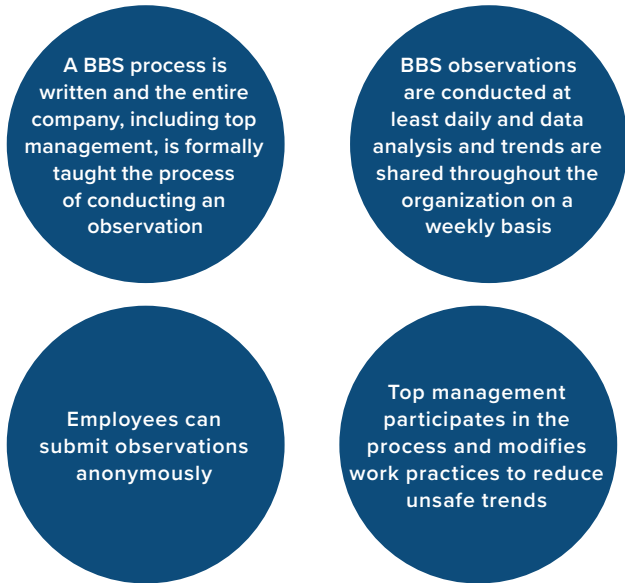 A BBS process is
written and the entire
company, including top
management, is formally
taught the process
of conducting an
observation
BBS observations
are conducted at
least daily and data
analysis and trends are
shared throughout the
organization on a
weekly basis
Employees can
submit observations
anonymously
Top management
participates in the
process and modifies
work practices to reduce
unsafe trends